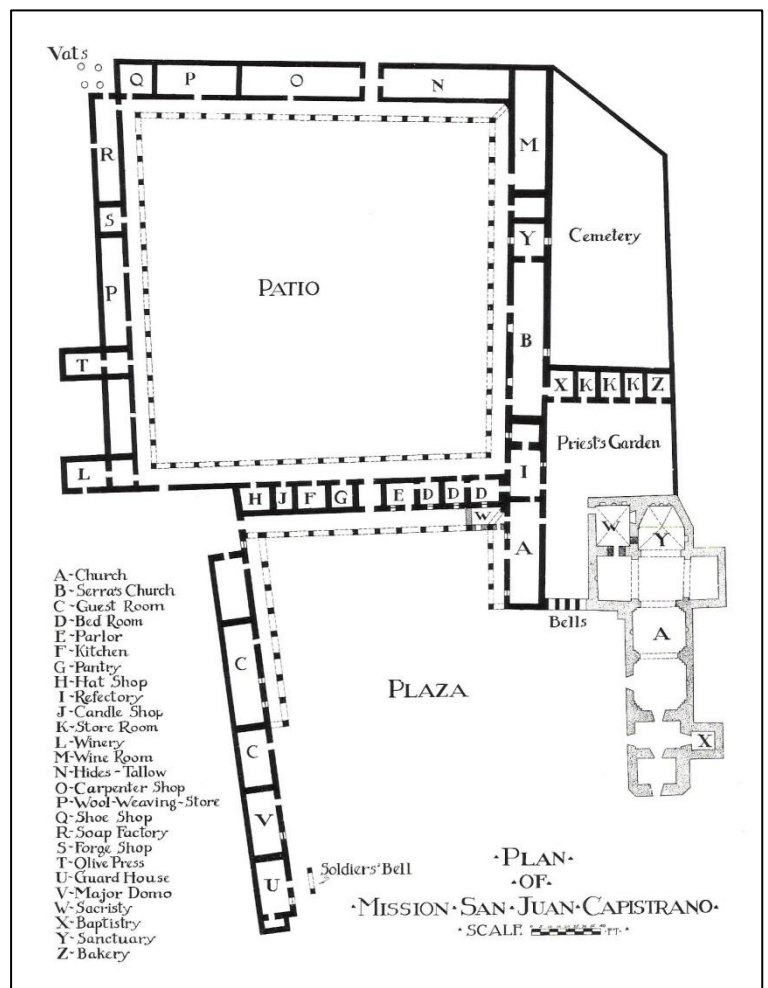 Vats
Q P O N
R M
S Y Cemetery
PATIO
P B
T X K K K Z
Priest's Garden
L I
H J F G E D D D
W W Y
A
Bells
A
C
PLAZA
C X
V
U Soldiers' Bell
A-Church
B-Serra's Church
C-Guest Room
D-Bed Room
E-Parlor
F-Kitchen
G-Pantry
H-Hat Shop
I-Refectory
J-Candle Shop
K-Store Room
L-Winery
M-Wine Room
N-Hides-Tallow
O-Carpenter Shop
P-Wool-Weaving-Store
Q-Shoe Shop
R-Soap Factory
S-Forge Shop
T-Olive Press
U-Guard House
V-Major Domo
W-Sacristy
X-Baptistry
Y-Sanctuary
Z-Bakery
·PLAN·
·OF·
·MISSION·SAN·JUAN·CAPISTRANO·
·SCALE FT·